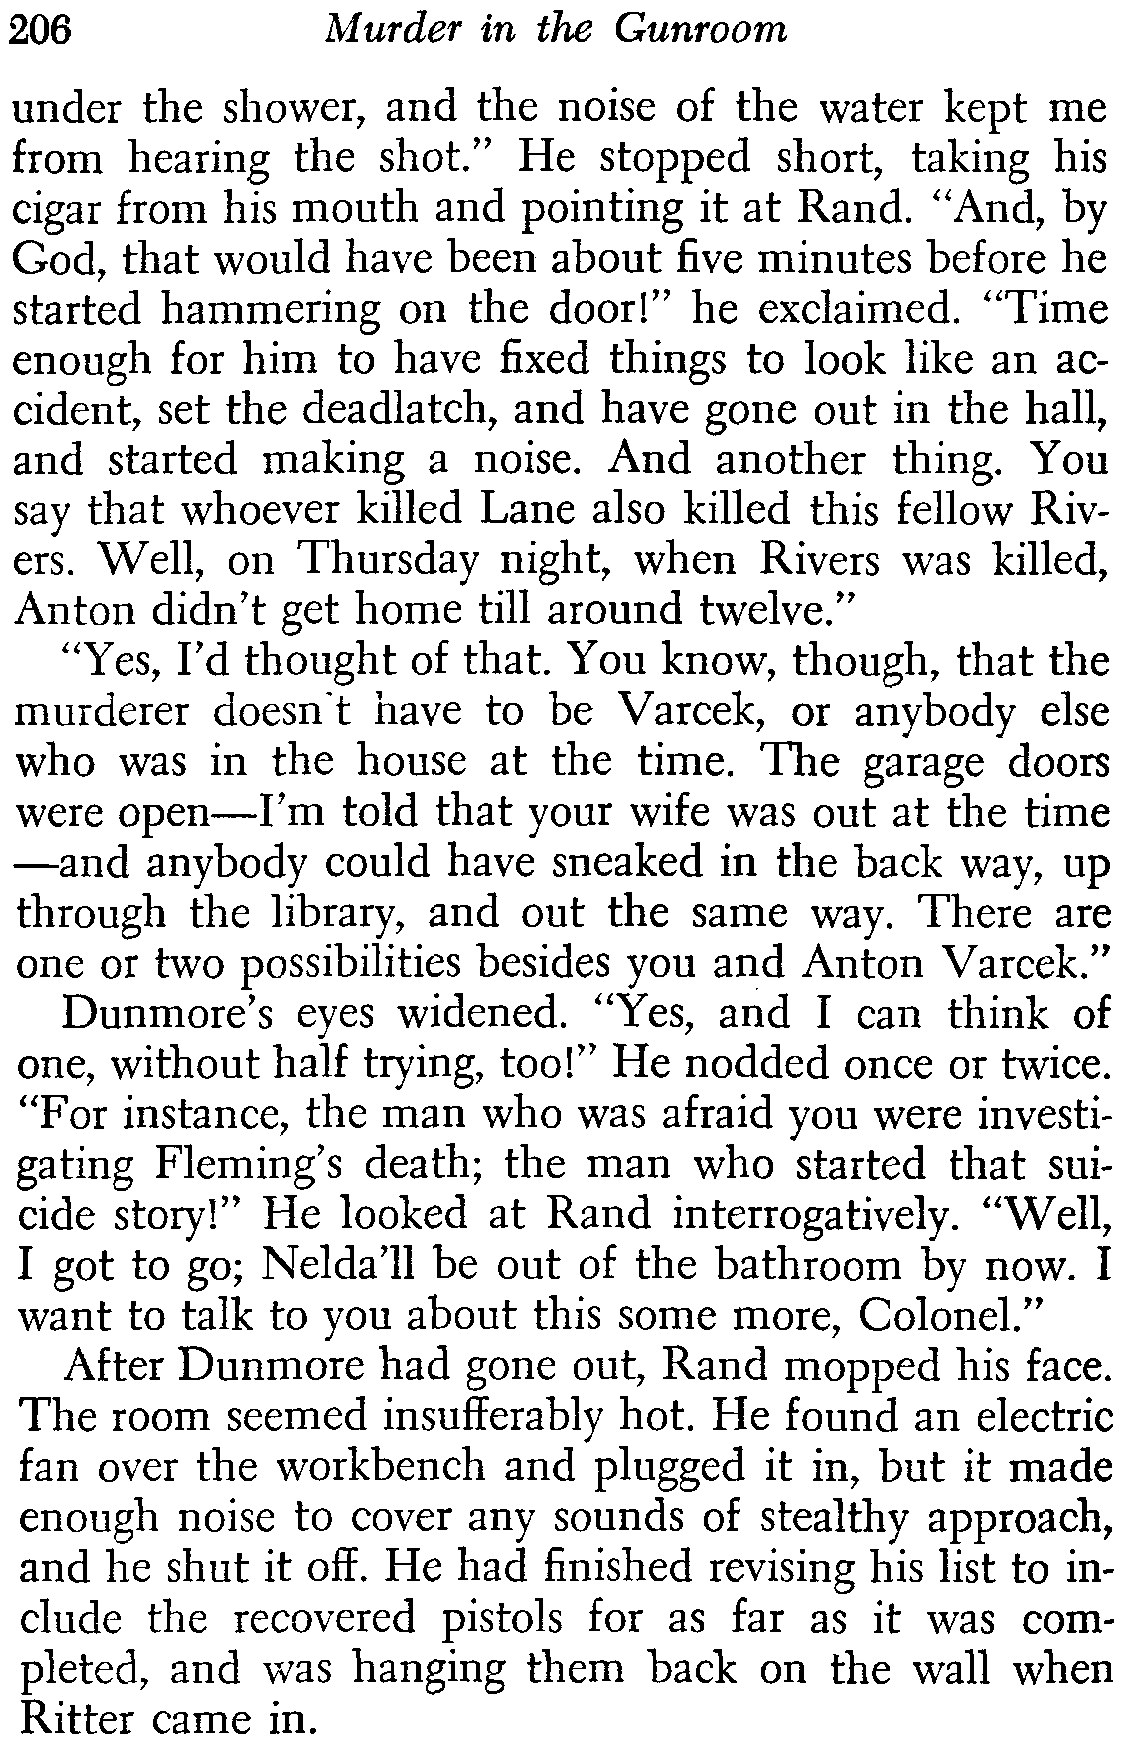 206 Murder in the Gunroom
under the shower, and the noise of the water kept me
from hearing the shot.” He stopped short, taking his
cigar from his mouth and pointing it at Rand. “And, by
God, that would have been about five minutes before he
started hammering on the door!” he exclaimed. “Time
enough for him to have fixed things to look like an ac-
cident, set the deadlatch, and have gone out in the hall,
and started making a noise. And another thing. You
say that whoever killed Lane also killed this fellow Riv-
ers. Well, on Thursday night, when Rivers was killed,
Anton didn’t get home till around twelve.”
“Yes, I’d thought of that. You know, though, that the
murderer doesn’t have to be Varcek, or anybody else
who was in the house at the time. The garage doors
were open—I’m told that your wife was out at the time
—and anybody could have sneaked in the back way, up
through the library, and out the same way. There are
one or two possibilities besides you and Anton Varcek.”
Dunmore’s eyes widened. “Yes, and I can think of
one, without half trying, too!” He nodded once or twice.
“For instance, the man who was afraid you were investi-
gating Fleming’s death; the man who started that sui-
cide story!” He looked at Rand interrogatively. “Well,
I got to go; Nelda’ll be out of the bathroom by now. I
want to talk to you about this some more, Colonel.”
After Dunmore had gone out, Rand mopped his face.
The room seemed insufferably hot. He found an electric
fan over the workbench and plugged it in, but it made
enough noise to cover any sounds of stealthy approach,
and he shut it off. He had finished revising his list to in-
clude the recovered pistols for as far as it was com-
pleted, and was hanging them back on the wall when
Ritter came in.